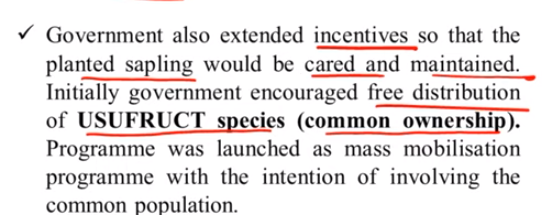 ✓ Government also extended incentives so that the
planted sapling would be cared and maintained.
Initially government encouraged free distribution
of USUFRUCT species (common ownership).
Programme was launched as mass mobilisation
programme with the intention of involving the
common population.